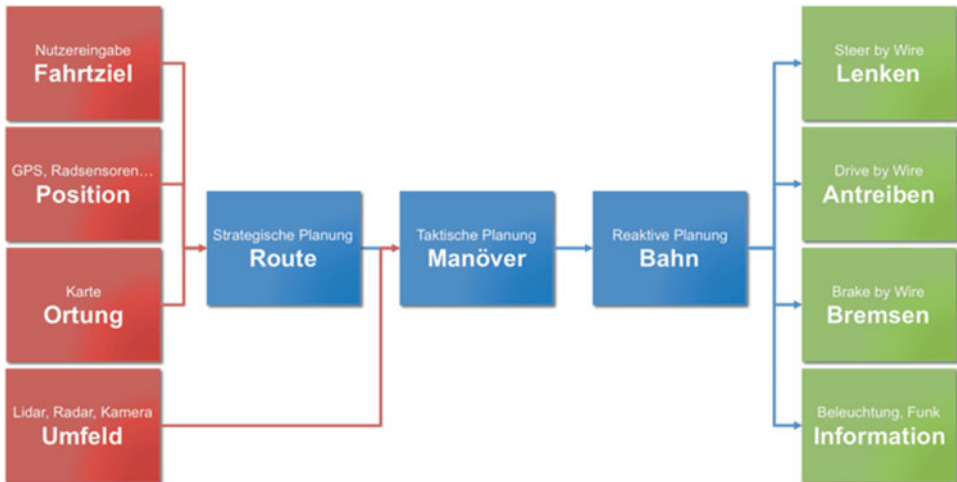 Nutzereingabe
Fahrtziel
GPS, Radsensoren...
Position
Karte
Ortung
Lidar, Radar, Kamera
Umfeld
Strategische Planung
Route
Taktische Planung
Manöver
Reaktive Planung
Bahn
Steer by Wire
Lenken
Drive by Wire
Antreiben
Brake by Wire
Bremsen
Beleuchtung, Funk
Information